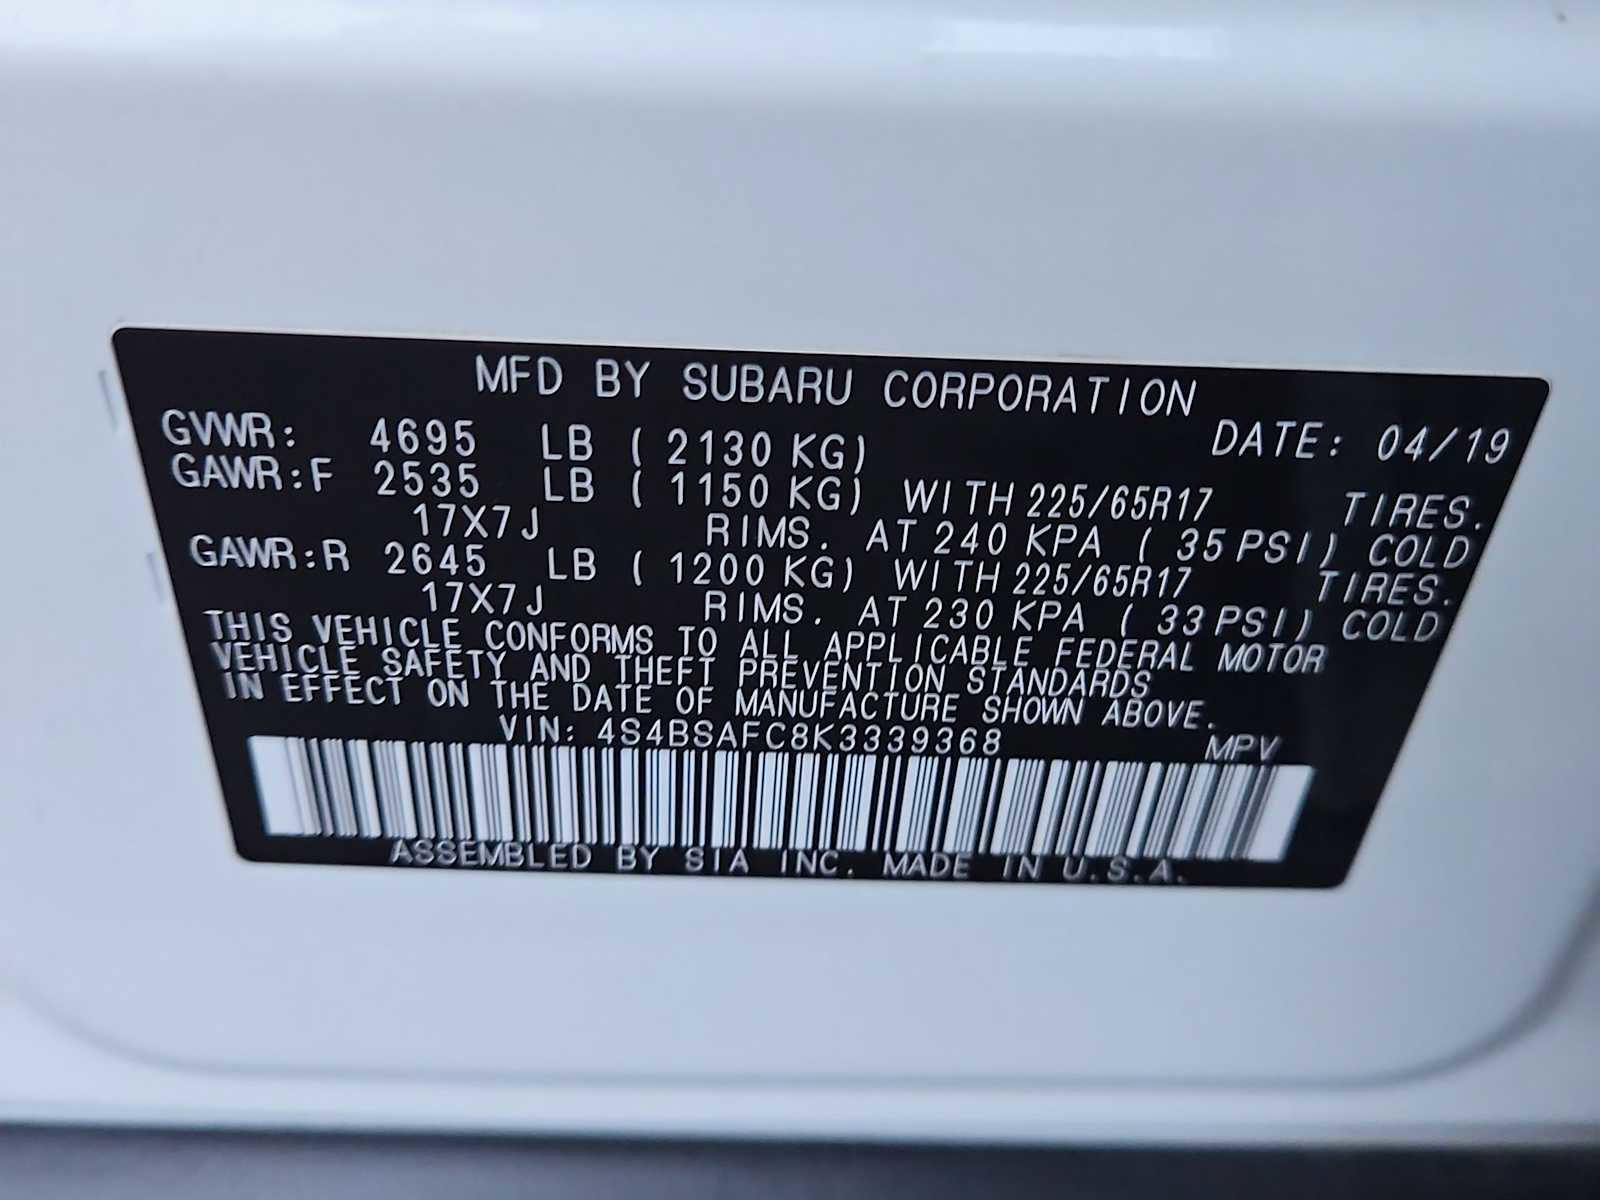 MFD BY SUBARU CORPORATION
GVWR: 4695 LB ( 2130 KG) DATE: 04/19
GAWR:F 2535 LB ( 1150 KG) WITH 225/65R17 TIRES.
17X7J RIMS. AT 240 KPA ( 35 PSI) COLD
GAWR:R 2645 LB ( 1200 KG) WITH 225/65R17 TIRES.
17X7J RIMS. AT 230 KPA ( 33 PSI) COLD
THIS VEHICLE CONFORMS TO ALL APPLICABLE FEDERAL MOTOR
VEHICLE SAFETY AND THEFT PREVENTION STANDARDS
IN EFFECT ON THE DATE OF MANUFACTURE SHOWN ABOVE.
VIN: 4S4BSAFC8K3339368 MPV
ASSEMBLED BY SIA INC. MADE IN U.S.A.